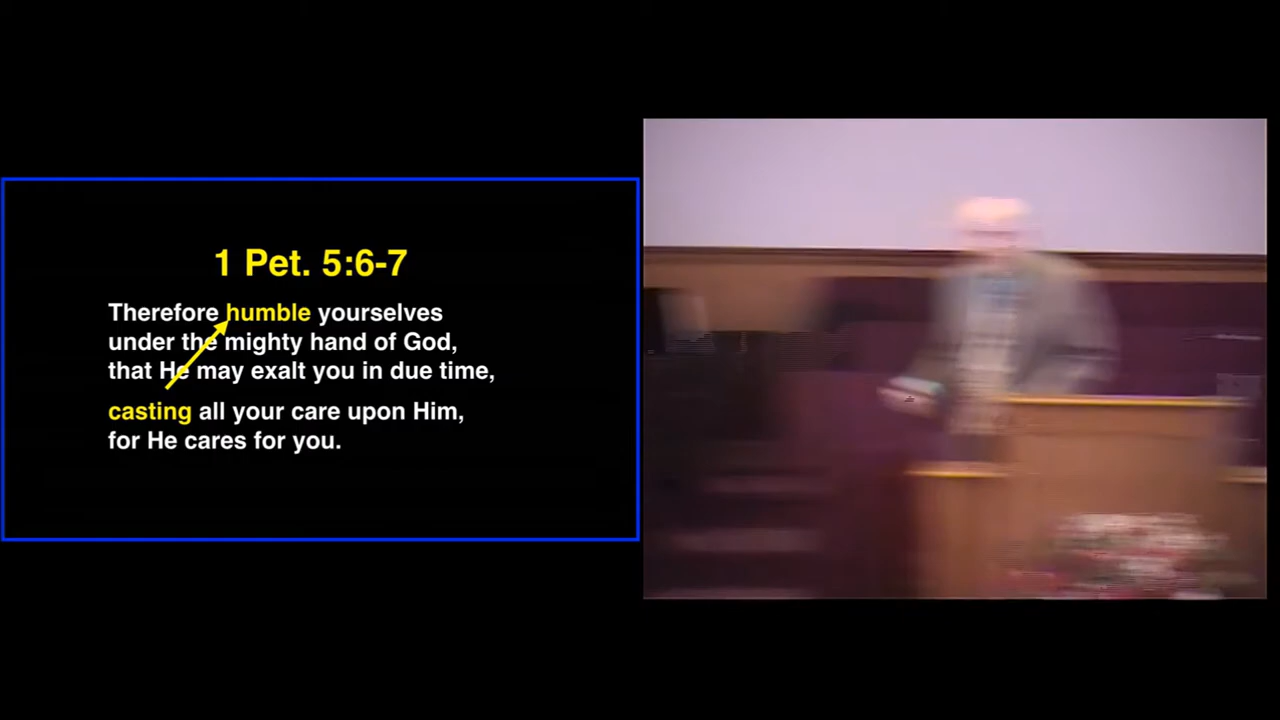 1 Pet. 5:6-7
Therefore humble yourselves
under the mighty hand of God,
that He may exalt you in due time,
casting all your care upon Him,
for He cares for you.